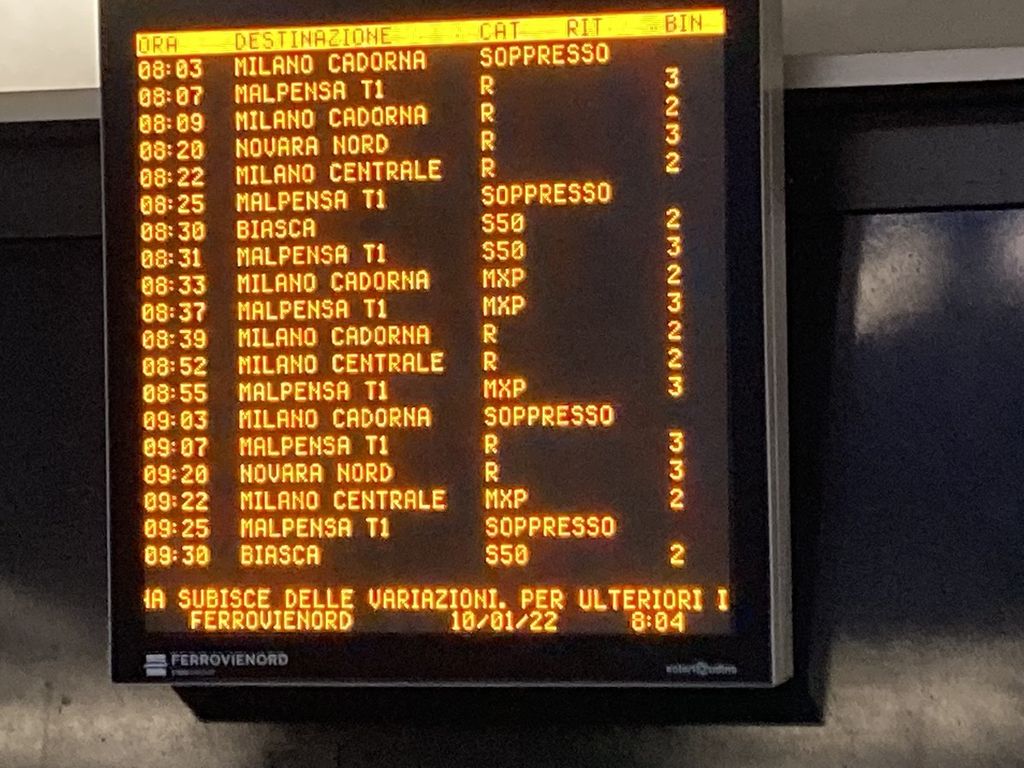 ORA DESTINAZIONE CAT RIT BIN
08:03 MILANO CADORNA SOPPRESSO
08:07 MALPENSA T1 R 3
08:09 MILANO CADORNA R 2
08:20 NOVARA NORD R 3
08:22 MILANO CENTRALE R 2
08:25 MALPENSA T1 SOPPRESSO
08:30 BIASCA S50 2
08:31 MALPENSA T1 S50 3
08:33 MILANO CADORNA MXP 2
08:37 MALPENSA T1 MXP 3
08:39 MILANO CADORNA R 2
08:52 MILANO CENTRALE R 2
08:55 MALPENSA T1 MXP 3
09:03 MILANO CADORNA SOPPRESSO
09:07 MALPENSA T1 R 3
09:20 NOVARA NORD R 3
09:22 MILANO CENTRALE MXP 2
09:25 MALPENSA T1 SOPPRESSO
09:30 BIASCA S50 2
MA SUBISCE DELLE VARIAZIONI. PER ULTERIORI I
FERROVIENORD 10/01/22 8:04
FERROVIENORD